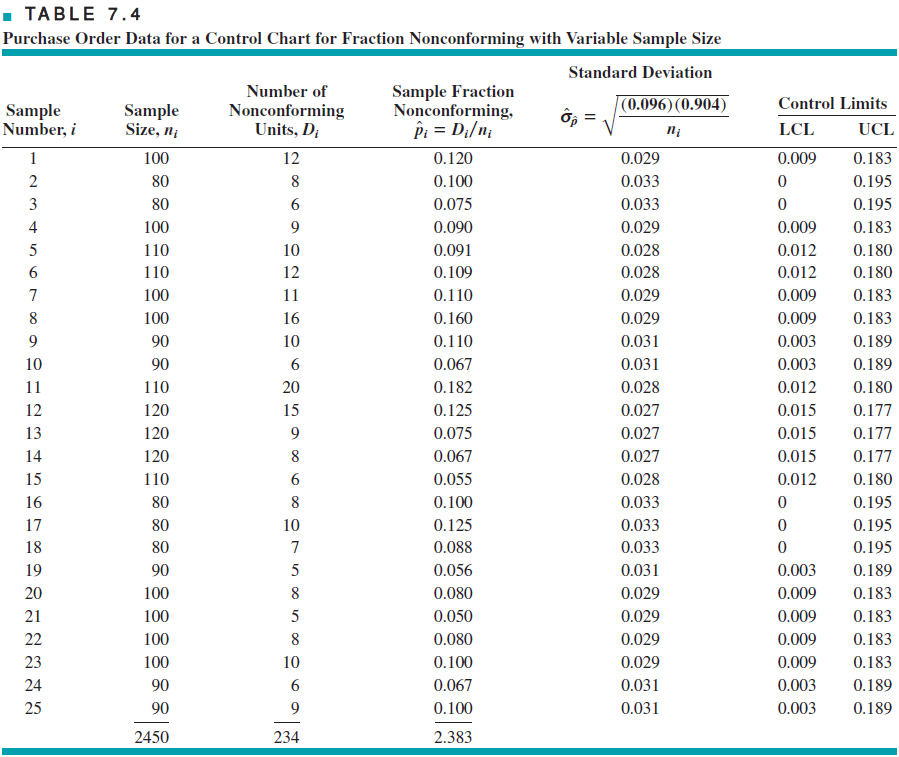 TABLE 7.4
Purchase Order Data for a Control Chart for Fraction Nonconforming with Variable Sample Size
Sample Number, i | Sample Size, nᵢ | Number of Nonconforming Units, Dᵢ | Sample Fraction Nonconforming, p̂ᵢ = Dᵢ/nᵢ | Standard Deviation σ̂p̂ = √((0.096)(0.904)/nᵢ) | Control Limits LCL | UCL
1 100 12 0.120 0.029 0.009 0.183
2 80 8 0.100 0.033 0 0.195
3 80 6 0.075 0.033 0 0.195
4 100 9 0.090 0.029 0.009 0.183
5 110 10 0.091 0.028 0.012 0.180
6 110 12 0.109 0.028 0.012 0.180
7 100 11 0.110 0.029 0.009 0.183
8 100 16 0.160 0.029 0.009 0.183
9 90 10 0.110 0.031 0.003 0.189
10 90 6 0.067 0.031 0.003 0.189
11 110 20 0.182 0.028 0.012 0.180
12 120 15 0.125 0.027 0.015 0.177
13 120 9 0.075 0.027 0.015 0.177
14 120 8 0.067 0.027 0.015 0.177
15 110 6 0.055 0.028 0.012 0.180
16 80 8 0.100 0.033 0 0.195
17 80 10 0.125 0.033 0 0.195
18 80 7 0.088 0.033 0 0.195
19 90 5 0.056 0.031 0.003 0.189
20 100 8 0.080 0.029 0.009 0.183
21 100 5 0.050 0.029 0.009 0.183
22 100 8 0.080 0.029 0.009 0.183
23 100 10 0.100 0.029 0.009 0.183
24 90 6 0.067 0.031 0.003 0.189
25 90 9 0.100 0.031 0.003 0.189
2450 234 2.383